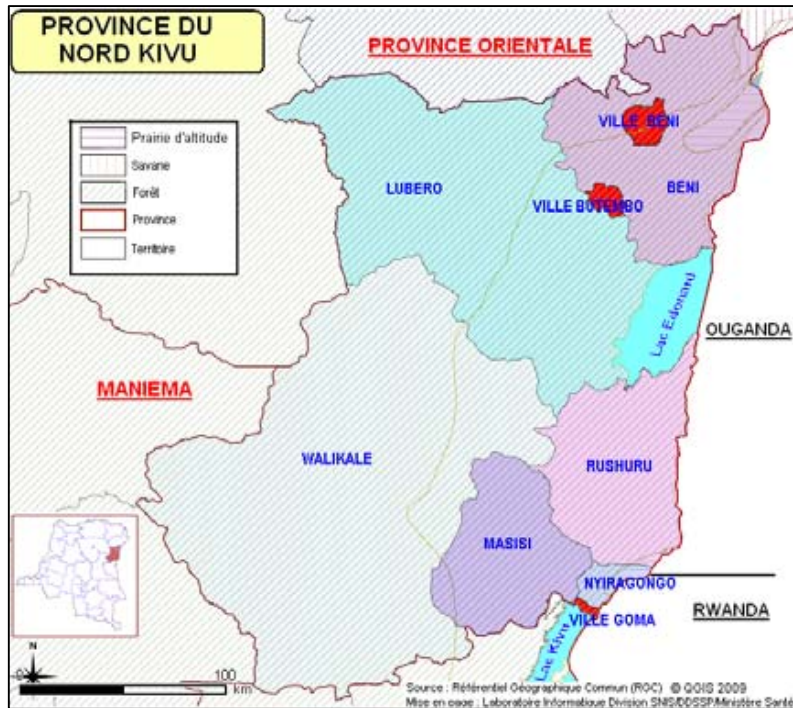 PROVINCE DU
NORD KIVU
PROVINCE ORIENTALE
Prairie d'altitude
Savane
Forêt
Province
Territoire
VILLE BENI
LUBERO
BENI
VILLE BUTEMBO
Lac Edouard
OUGANDA
MANIEMA
WALIKALE
RUSHURU
MASISI
NYIRAGONGO
RWANDA
VILLE GOMA
Lac Kivu
N
0
100
km
Source : Référentiel Géographique Commun (RGC) © QGIS 2009
Mise en page : Laboratoire Informatique Division SNIS/DDSSP/Ministère Santé